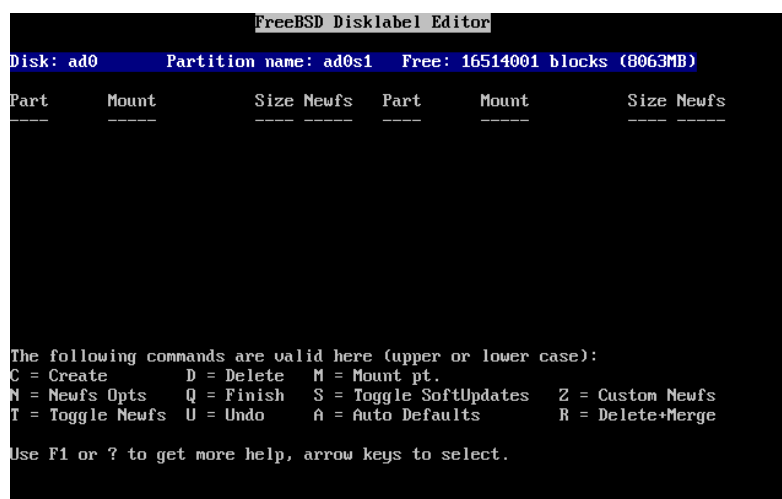 FreeBSD Disklabel Editor
Disk: ad0 Partition name: ad0s1 Free: 16514001 blocks (8063MB)
Part Mount Size Newfs Part Mount Size Newfs
---- ----- ---- ----- ---- ----- ---- -----
The following commands are valid here (upper or lower case):
C = Create D = Delete M = Mount pt.
N = Newfs Opts Q = Finish S = Toggle SoftUpdates Z = Custom Newfs
T = Toggle Newfs U = Undo A = Auto Defaults R = Delete+Merge
Use F1 or ? to get more help, arrow keys to select.